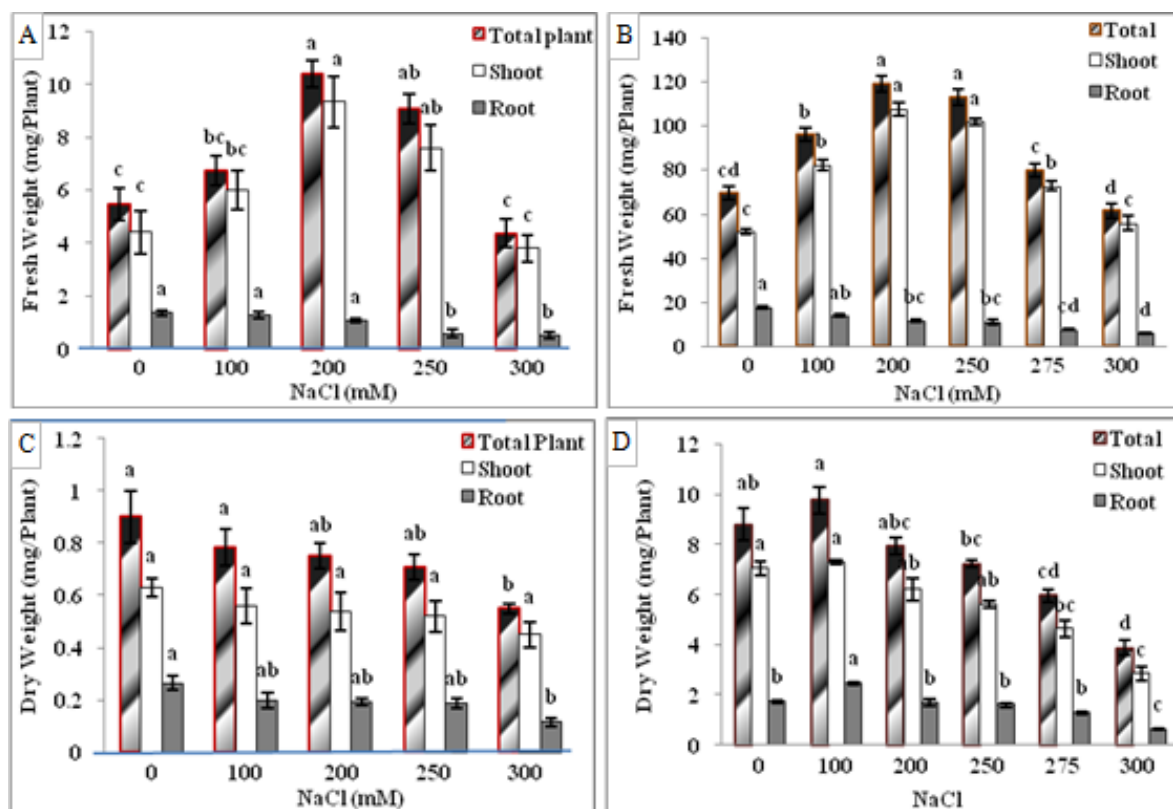 A
Fresh Weight (mg/Plant)
12
10
8
6
4
2
0
Total plant
Shoot
Root
c c a
bc bc a
a a a
ab ab b
c c b
0 100 200 250 300
NaCl (mM)
B
Fresh Weight (mg/Plant)
140
120
100
80
60
40
20
0
Total
Shoot
Root
cd c a
b b ab
a a bc
a a bc
c b cd
d c d
0 100 200 250 275 300
NaCl (mM)
C
Dry Weight (mg/Plant)
1.2
1
0.8
0.6
0.4
0.2
0
Total Plant
Shoot
Root
a a a
a a ab
ab a ab
ab a ab
b a b
0 100 200 250 300
NaCl (mM)
D
Dry Weight (mg/Plant)
12
10
8
6
4
2
0
Total
Shoot
Root
ab a b
a a a
abc ab b
bc ab b
cd bc b
d c c
0 100 200 250 275 300
NaCl